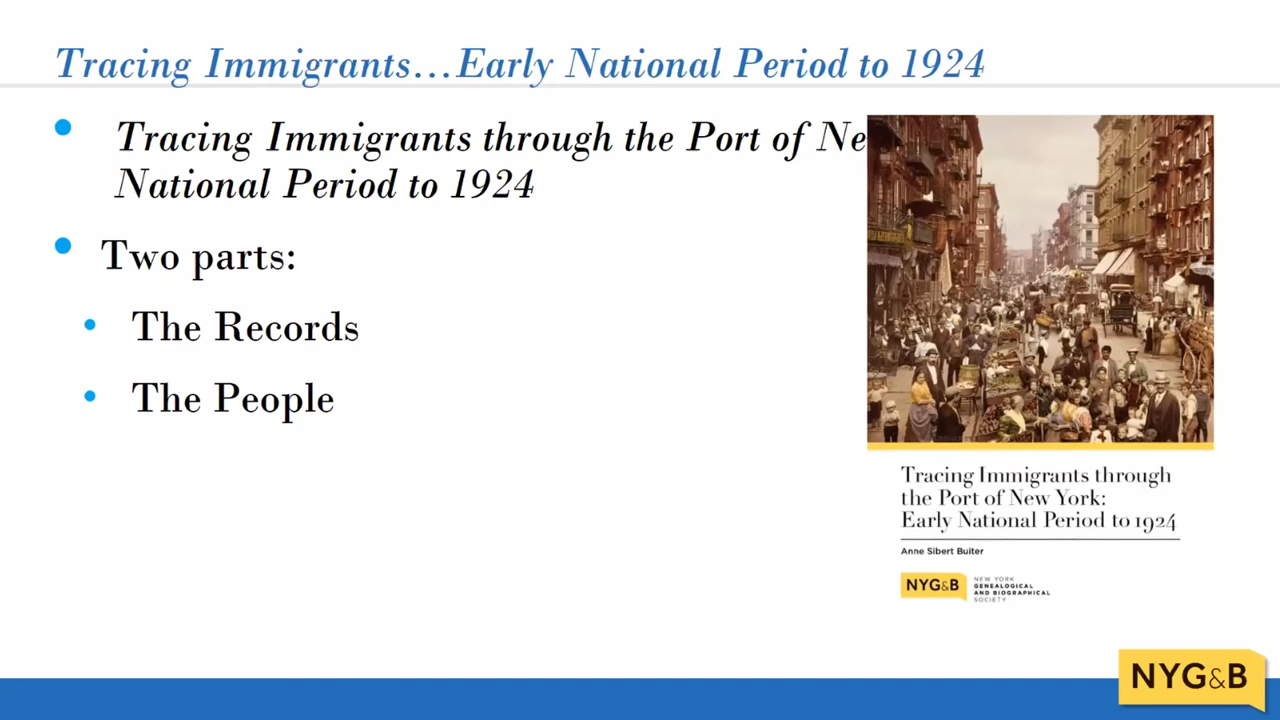 Tracing Immigrants...Early National Period to 1924
Tracing Immigrants through the Port of Ne
National Period to 1924
Two parts:
The Records
The People
Tracing Immigrants through
the Port of New York:
Early National Period to 1924
Anne Sibert Buiter
NYG&B
NEW YORK
GENEALOGICAL
AND BIOGRAPHICAL
SOCIETY
NYG&B